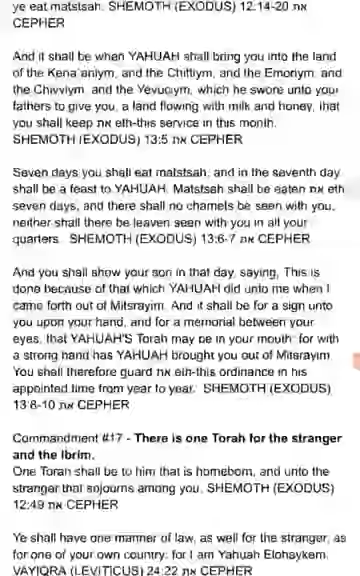 ye eat matstsah. SHEMOTH (EXODUS) 12:14-20 את
CEPHER
And it shall be when YAHUAH shall bring you into the land
of the Kena`aniym, and the Chittiym, and the Emoriym, and
the Chivviym, and the Yevuciym, which he swore unto your
fathers to give you, a land flowing with milk and honey, that
you shall keep את eth-this service in this month.
SHEMOTH (EXODUS) 13:5 את CEPHER
Seven days you shall eat matstsah, and in the seventh day
shall be a feast to YAHUAH. Matstsah shall be eaten את eth
seven days, and there shall no chamets be seen with you,
neither shall there be leaven seen with you in all your
quarters. SHEMOTH (EXODUS) 13:6-7 את CEPHER
And you shall show your son in that day, saying, This is
done because of that which YAHUAH did unto me when I
came forth out of Mitsrayim. And it shall be for a sign unto
you upon your hand, and for a memorial between your
eyes, that YAHUAH'S Torah may be in your mouth: for with
a strong hand has YAHUAH brought you out of Mitsrayim.
You shall therefore guard את eth-this ordinance in his
appointed time from year to year. SHEMOTH (EXODUS)
13:8-10 את CEPHER
Commandment #17 - There is one Torah for the stranger
and the Ibrim.
One Torah shall be to him that is homeborn, and unto the
stranger that sojourns among you. SHEMOTH (EXODUS)
12:49 את CEPHER
Ye shall have one manner of law, as well for the stranger, as
for one of your own country: for I am Yahuah Elohaykem.
VAYIQRA (LEVITICUS) 24:22 את CEPHER